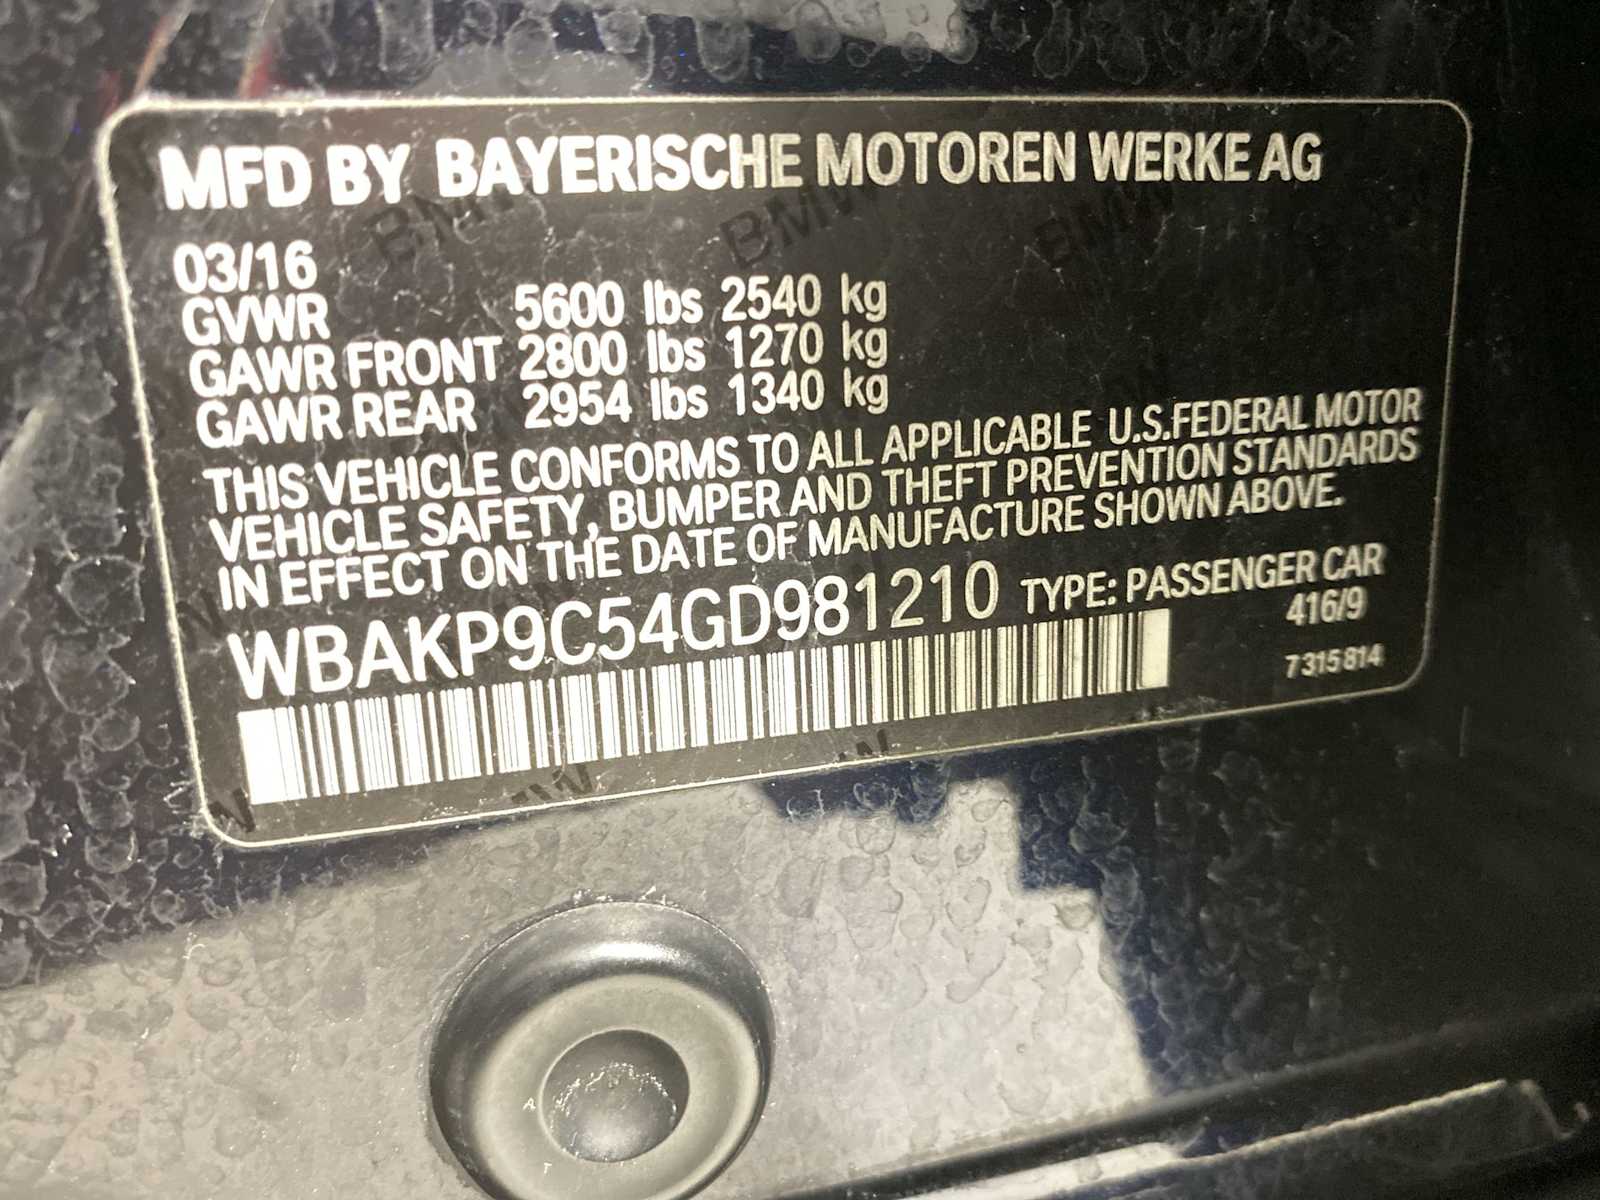 MFD BY BAYERISCHE MOTOREN WERKE AG
03/16
GVWR 5600 lbs 2540 kg
GAWR FRONT 2800 lbs 1270 kg
GAWR REAR 2954 lbs 1340 kg
THIS VEHICLE CONFORMS TO ALL APPLICABLE U.S.FEDERAL MOTOR
VEHICLE SAFETY, BUMPER AND THEFT PREVENTION STANDARDS
IN EFFECT ON THE DATE OF MANUFACTURE SHOWN ABOVE.
WBAKP9C54GD981210 TYPE: PASSENGER CAR
416/9
7 315 814
BMW
BMW
BMW